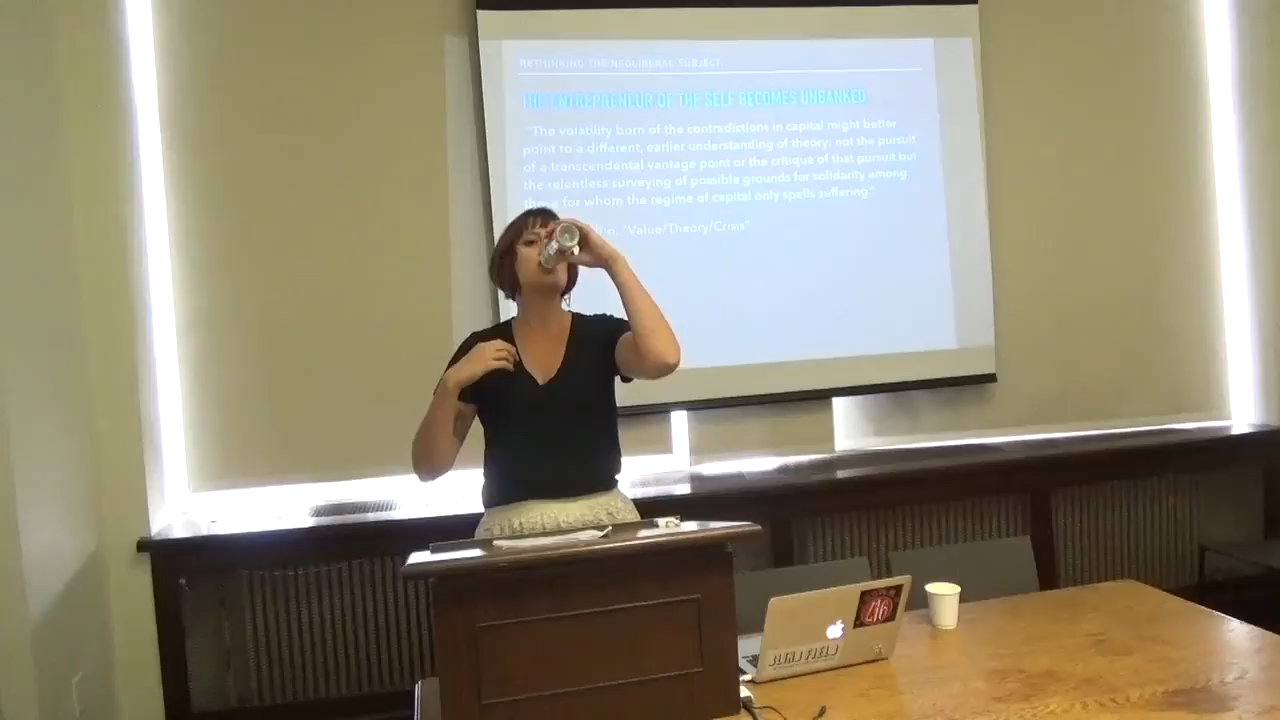 RETHINKING THE NEOLIBERAL SUBJECT
THE ENTREPRENEUR OF THE SELF BECOMES UNBANKED
"The volatility born of the contradictions in capital might better
point to a different, earlier understanding of theory: not the pursuit
of a transcendental vantage point or the critique of that pursuit but
the relentless surveying of possible grounds for solidarity among
those for whom the regime of capital only spells suffering."
"Value/Theory/Crisis"
FIELD